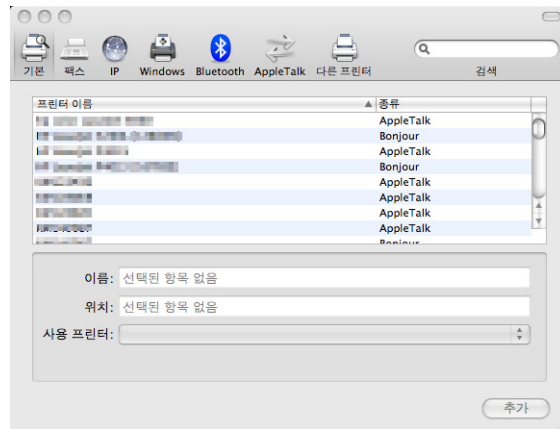 기본 팩스 IP Windows Bluetooth AppleTalk 다른 프린터 검색
프린터 이름 종류
AppleTalk
Bonjour
AppleTalk
Bonjour
AppleTalk
AppleTalk
AppleTalk
Bonjour
이름: 선택된 항목 없음
위치: 선택된 항목 없음
사용 프린터:
추가